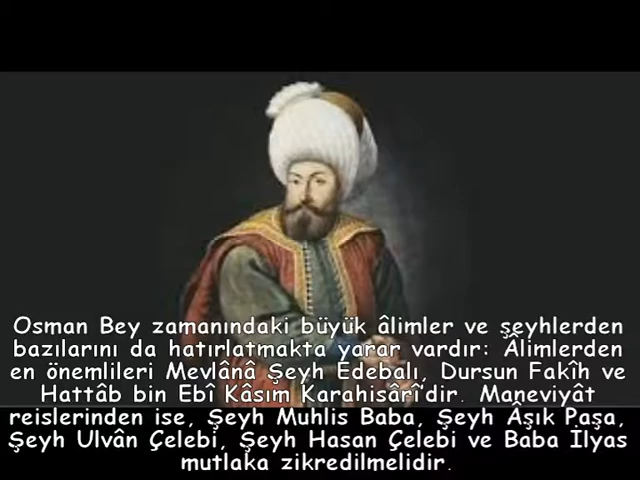 Osman Bey zamanındaki büyük âlimler ve şeyhlerden
bazılarını da hatırlatmakta yarar vardır: Âlimlerden
en önemlileri Mevlânâ Şeyh Edebalı, Dursun Fakîh ve
Hattâb bin Ebî Kâsım Karahisârî'dir. Maneviyât
reislerinden ise, Şeyh Muhlis Baba, Şeyh Âşık Paşa,
Şeyh Ulvân Çelebi, Şeyh Hasan Çelebi ve Baba İlyas
mutlaka zikredilmelidir.